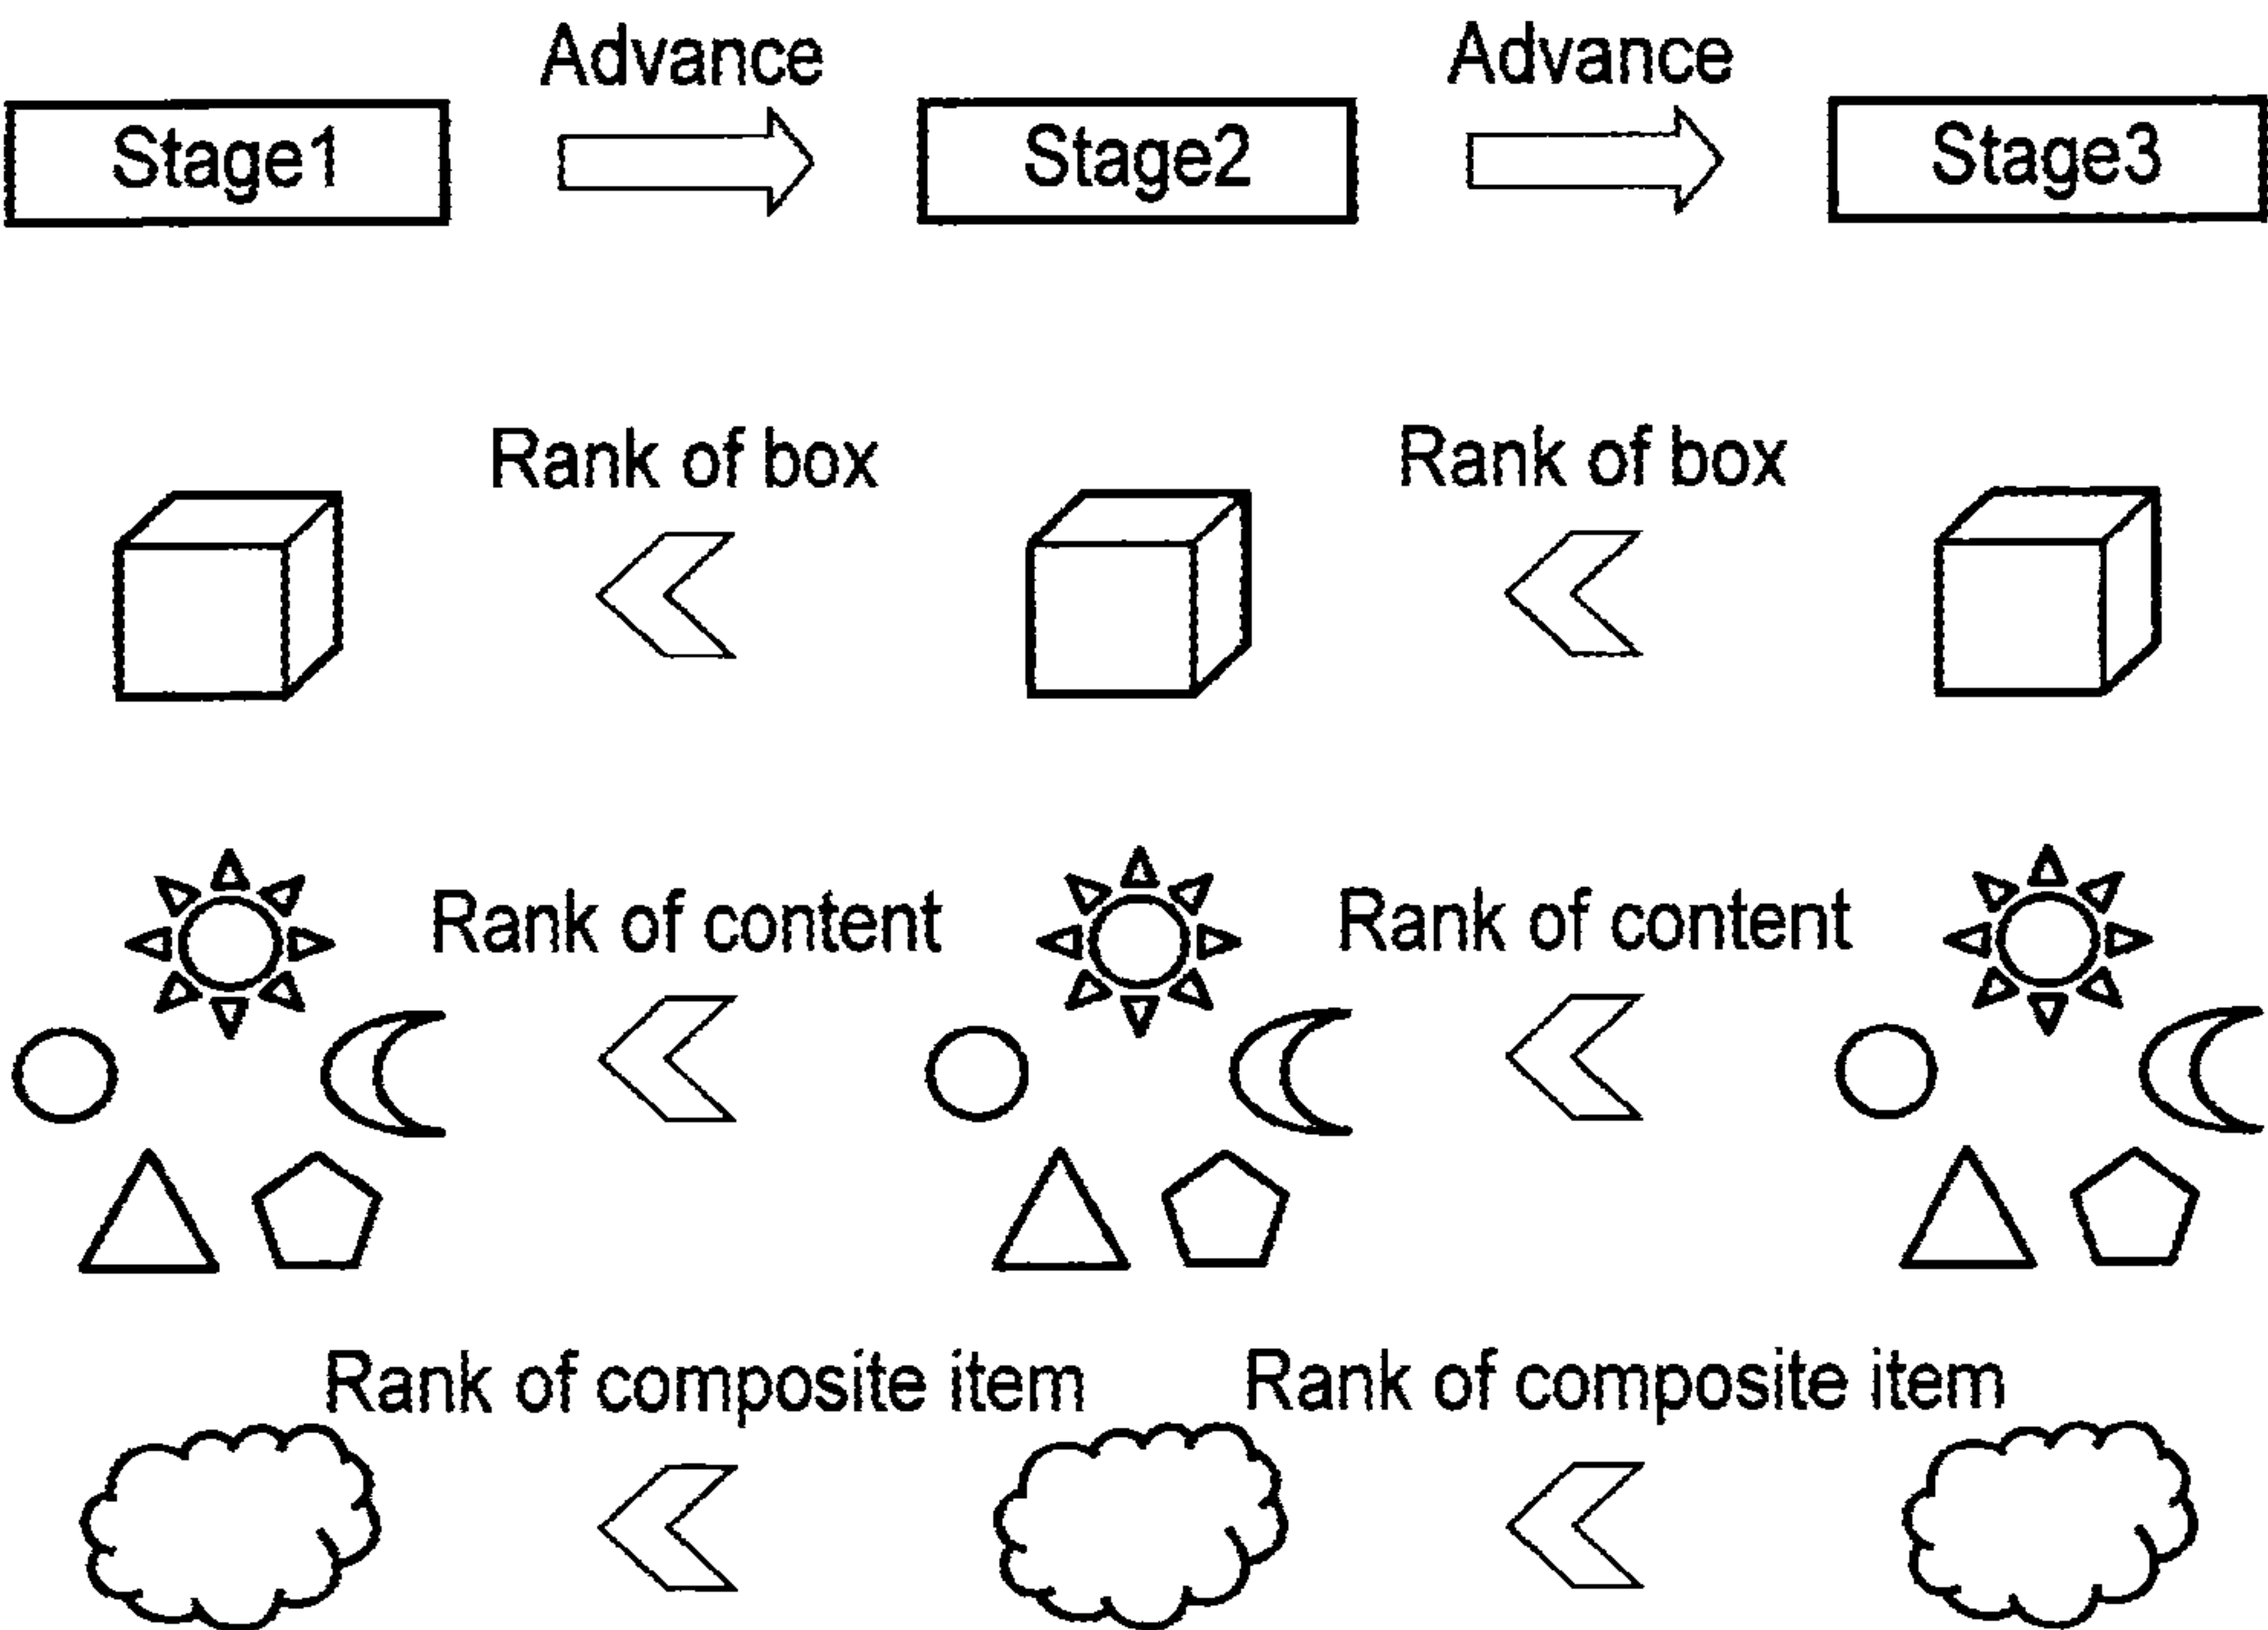 Advance Advance
Stage1 Stage2 Stage3
Rank of box Rank of box
Rank of content Rank of content
Rank of composite item Rank of composite item